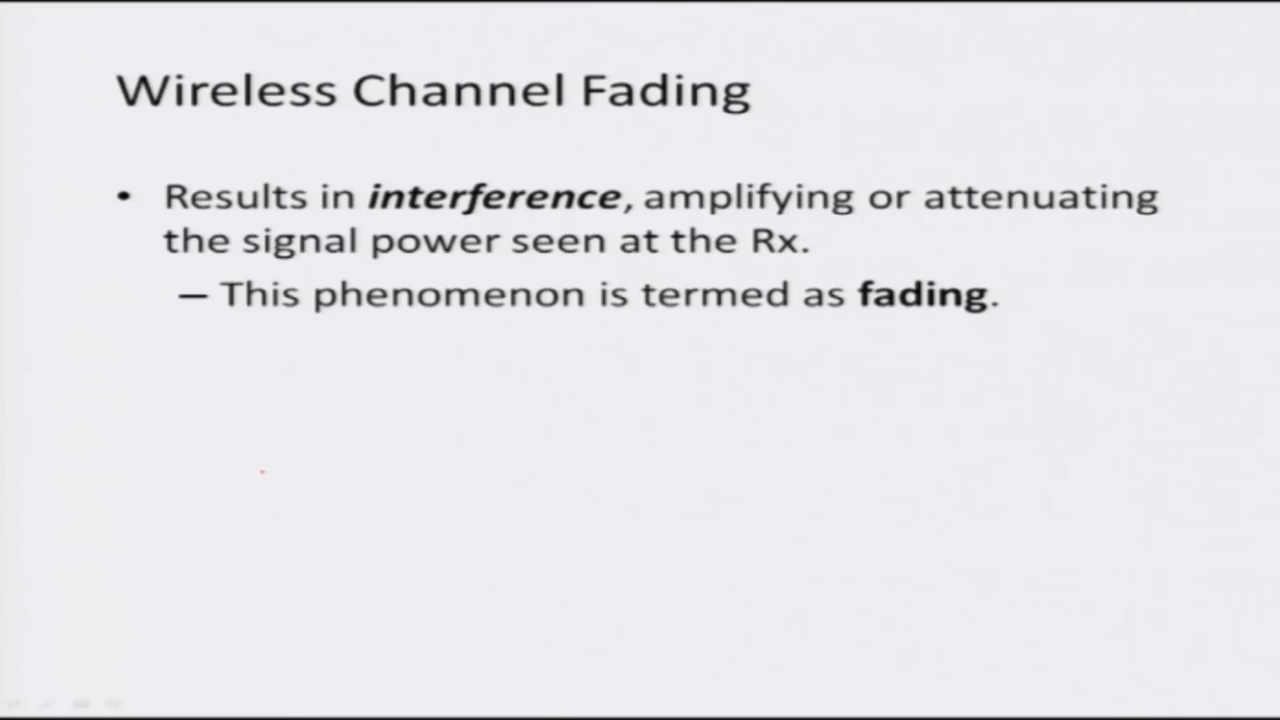 Wireless Channel Fading
• Results in interference, amplifying or attenuating
the signal power seen at the Rx.
– This phenomenon is termed as fading.